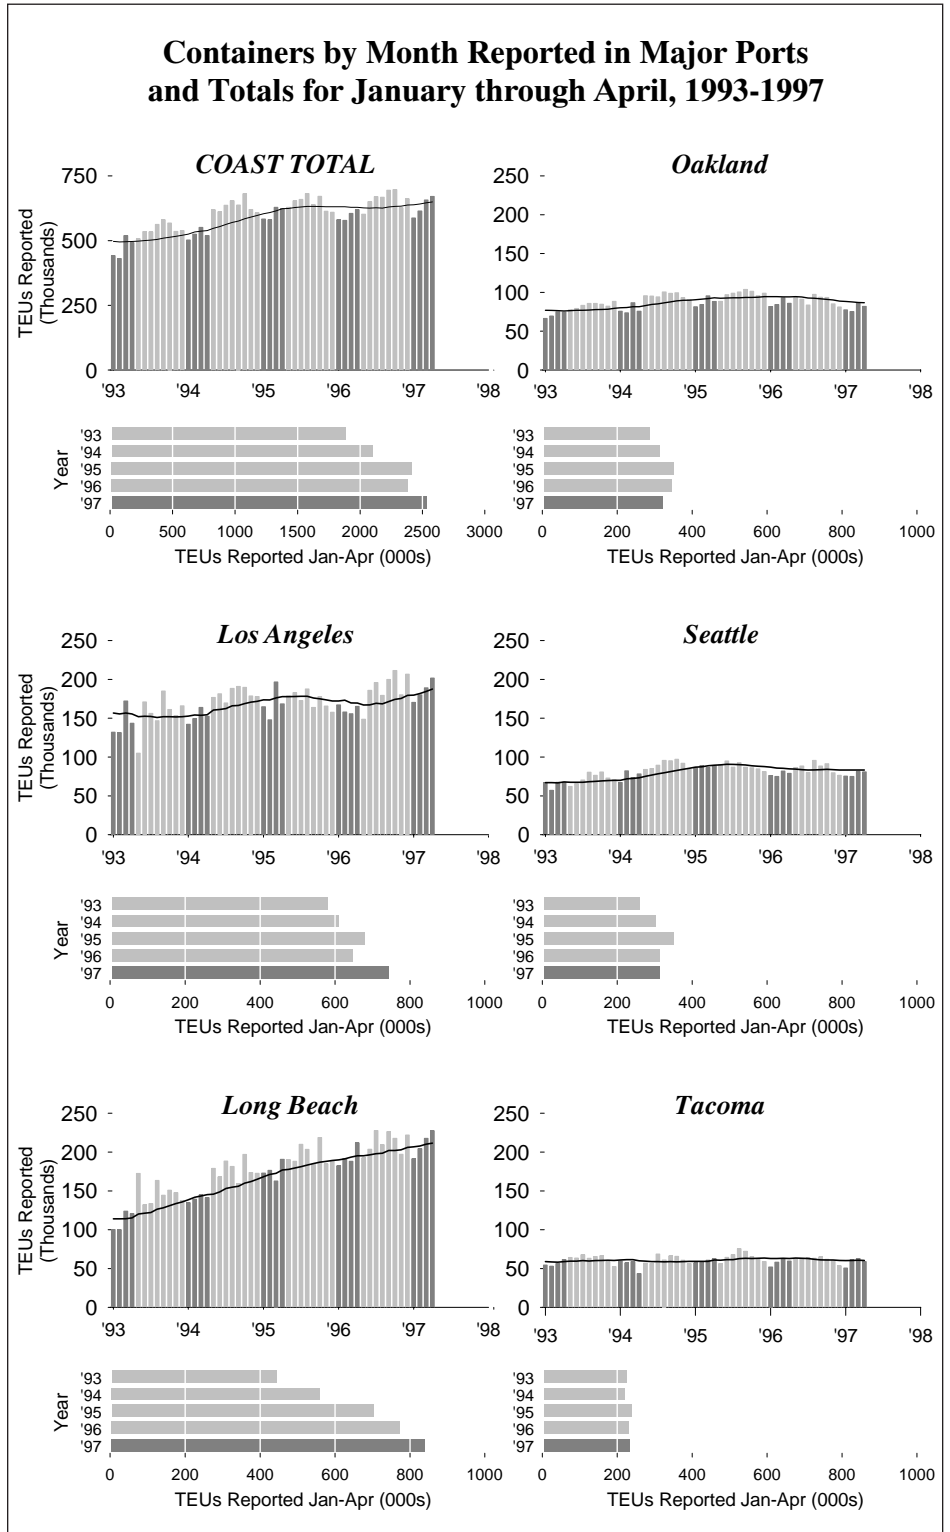 Containers by Month Reported in Major Ports
and Totals for January through April, 1993-1997
COAST TOTAL
TEUs Reported
(Thousands)
750
500
250
0
'93 '94 '95 '96 '97 '98
Year
'93
'94
'95
'96
'97
0 500 1000 1500 2000 2500 3000
TEUs Reported Jan-Apr (000s)
Oakland
250
200
150
100
50
0
'93 '94 '95 '96 '97 '98
'93
'94
'95
'96
'97
0 200 400 600 800 1000
TEUs Reported Jan-Apr (000s)
Los Angeles
TEUs Reported
(Thousands)
250
200
150
100
50
0
'93 '94 '95 '96 '97 '98
Year
'93
'94
'95
'96
'97
0 200 400 600 800 1000
TEUs Reported Jan-Apr (000s)
Seattle
250
200
150
100
50
0
'93 '94 '95 '96 '97 '98
'93
'94
'95
'96
'97
0 200 400 600 800 1000
TEUs Reported Jan-Apr (000s)
Long Beach
TEUs Reported
(Thousands)
250
200
150
100
50
0
'93 '94 '95 '96 '97 '98
Year
'93
'94
'95
'96
'97
0 200 400 600 800 1000
TEUs Reported Jan-Apr (000s)
Tacoma
250
200
150
100
50
0
'93 '94 '95 '96 '97 '98
'93
'94
'95
'96
'97
0 200 400 600 800 1000
TEUs Reported Jan-Apr (000s)